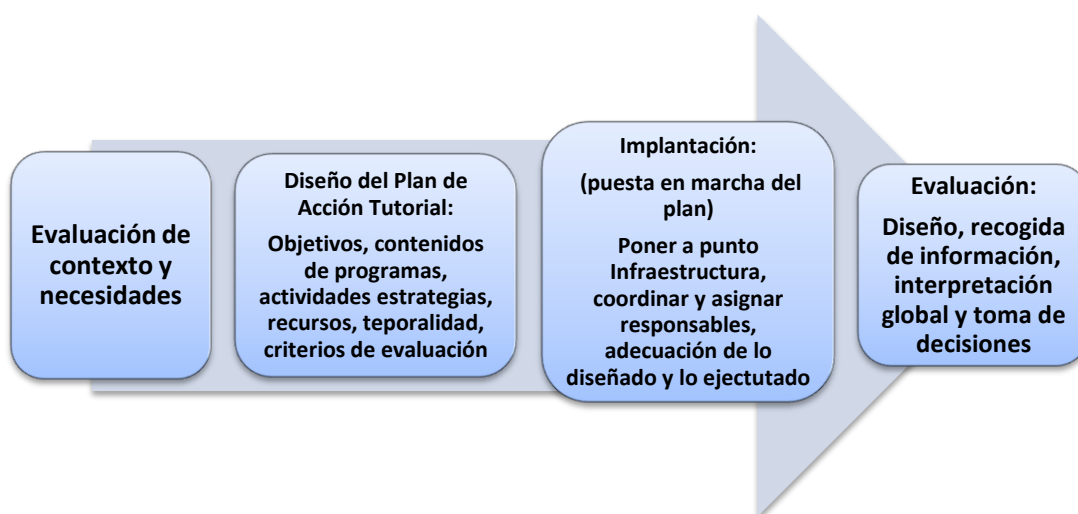 Evaluación de
contexto y
necesidades
Diseño del Plan de
Acción Tutorial:
Objetivos, contenidos
de programas,
actividades estrategias,
recursos, teporalidad,
criterios de evaluación
Implantación:
(puesta en marcha del
plan)
Poner a punto
Infraestructura,
coordinar y asignar
responsables,
adecuación de lo
diseñado y lo ejectutado
Evaluación:
Diseño, recogida
de información,
interpretación
global y toma de
decisiones